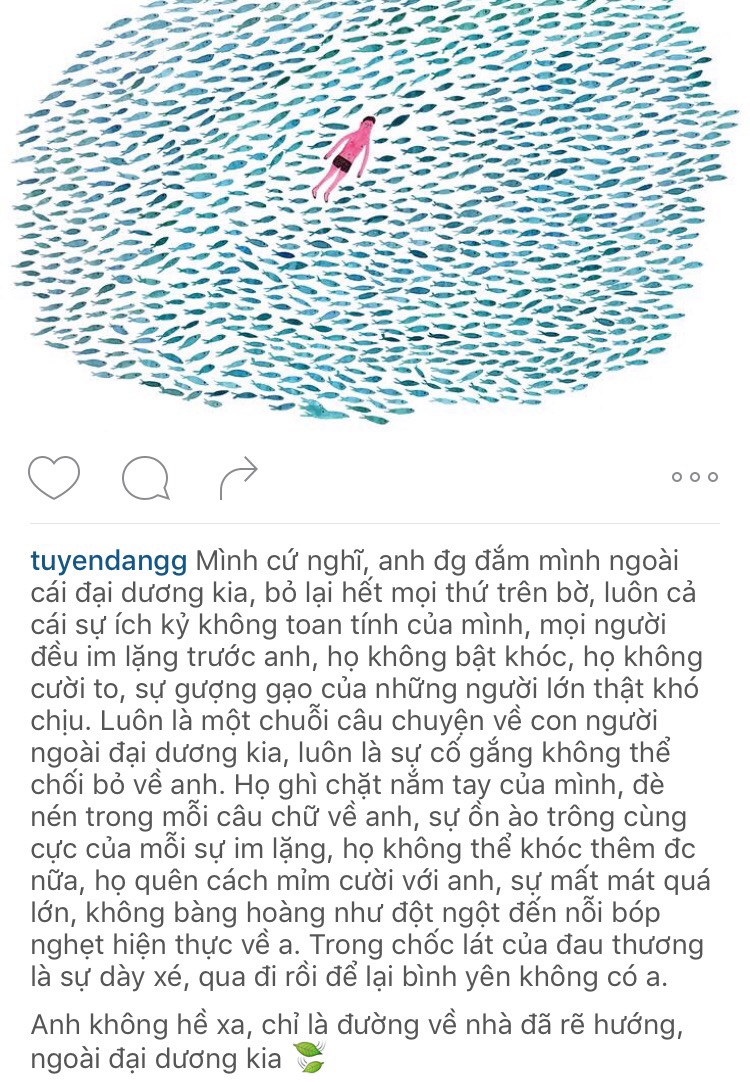 tuyendangg Mình cứ nghĩ, anh đg đắm mình ngoài
cái đại dương kia, bỏ lại hết mọi thứ trên bờ, luôn cả
cái sự ích kỷ không toan tính của mình, mọi người
đều im lặng trước anh, họ không bật khóc, họ không
cười to, sự gượng gạo của những người lớn thật khó
chịu. Luôn là một chuỗi câu chuyện về con người
ngoài đại dương kia, luôn là sự cố gắng không thể
chối bỏ về anh. Họ ghì chặt nắm tay của mình, đè
nén trong mỗi câu chữ về anh, sự ồn ào trông cùng
cực của mỗi sự im lặng, họ không thể khóc thêm đc
nữa, họ quên cách mỉm cười với anh, sự mất mát quá
lớn, không bàng hoàng như đột ngột đến nỗi bóp
nghẹt hiện thực về a. Trong chốc lát của đau thương
là sự dày xé, qua đi rồi để lại bình yên không có a.
Anh không hề xa, chỉ là đường về nhà đã rẽ hướng,
ngoài đại dương kia 🍃